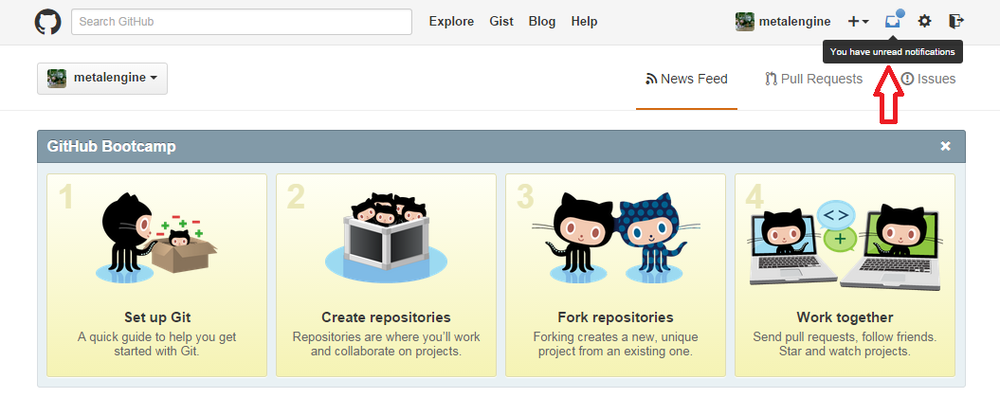 Search GitHub
Explore Gist Blog Help
metalengine
You have unread notifications
metalengine
News Feed
Pull Requests
Issues
GitHub Bootcamp
1
Set up Git
A quick guide to help you get
started with Git.
2
Create repositories
Repositories are where you'll work
and collaborate on projects.
3
Fork repositories
Forking creates a new, unique
project from an existing one.
4
Work together
Send pull requests, follow friends.
Star and watch projects.